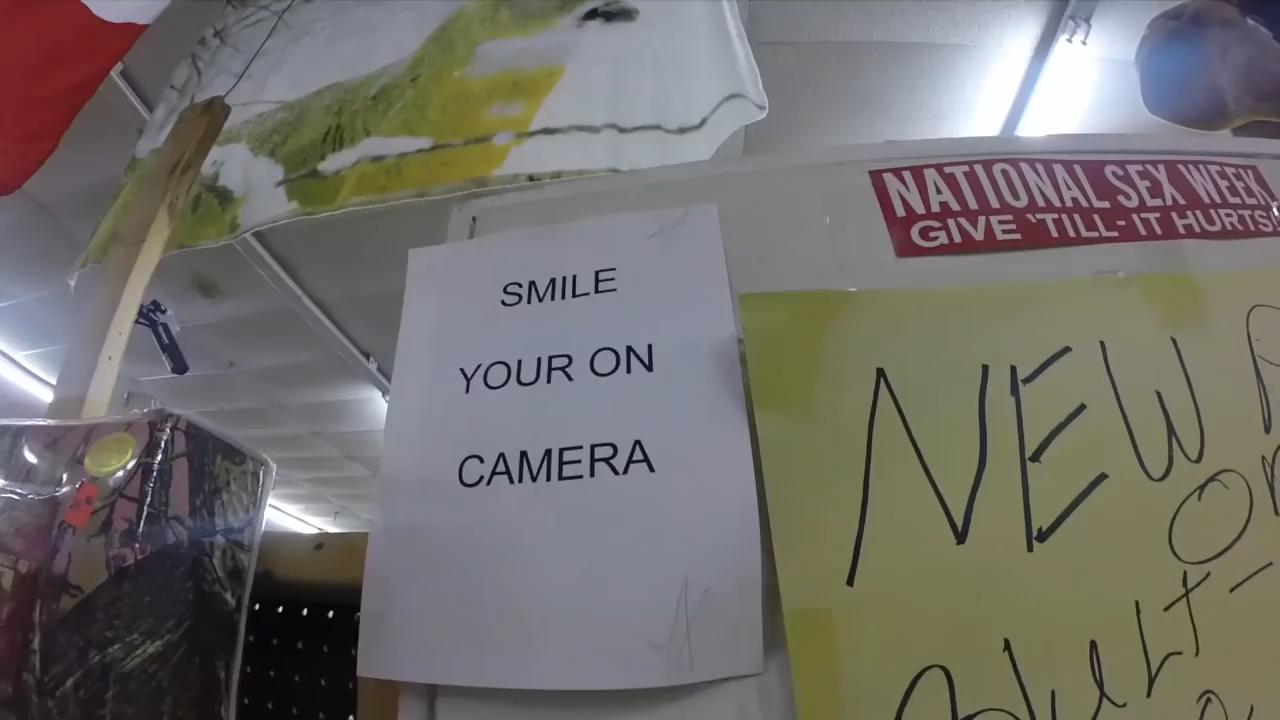 SMILE
YOUR ON
CAMERA
NATIONAL SEX WEEK
GIVE 'TILL-IT HURTS!
NEW